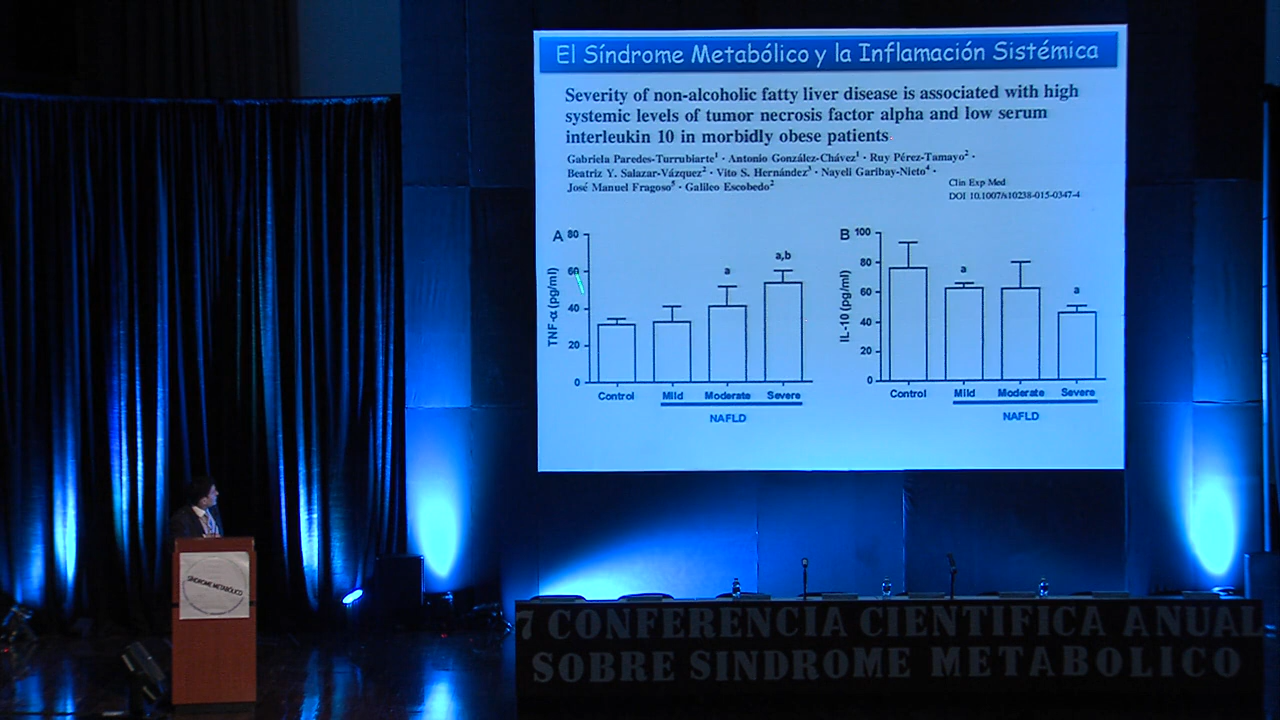 El Síndrome Metabólico y la Inflamación Sistémica
Severity of non-alcoholic fatty liver disease is associated with high
systemic levels of tumor necrosis factor alpha and low serum
interleukin 10 in morbidly obese patients
Gabriela Paredes-Turrubiarte¹ · Antonio González-Chávez¹ · Ruy Pérez-Tamayo² ·
Beatriz Y. Salazar-Vázquez² · Vito S. Hernández³ · Nayeli Garibay-Nieto⁴ ·
José Manuel Fragoso⁵ · Galileo Escobedo²
Clin Exp Med
DOI 10.1007/s10238-015-0347-4
A
TNF-α (pg/ml)
80
60
40
20
0
a
a,b
Control Mild Moderate Severe
NAFLD
B
IL-10 (pg/ml)
100
80
60
40
20
0
a
a
Control Mild Moderate Severe
NAFLD
SÍNDROME METABÓLICO
7 CONFERENCIA CIENTIFICA ANUAL
SOBRE SINDROME METABOLICO